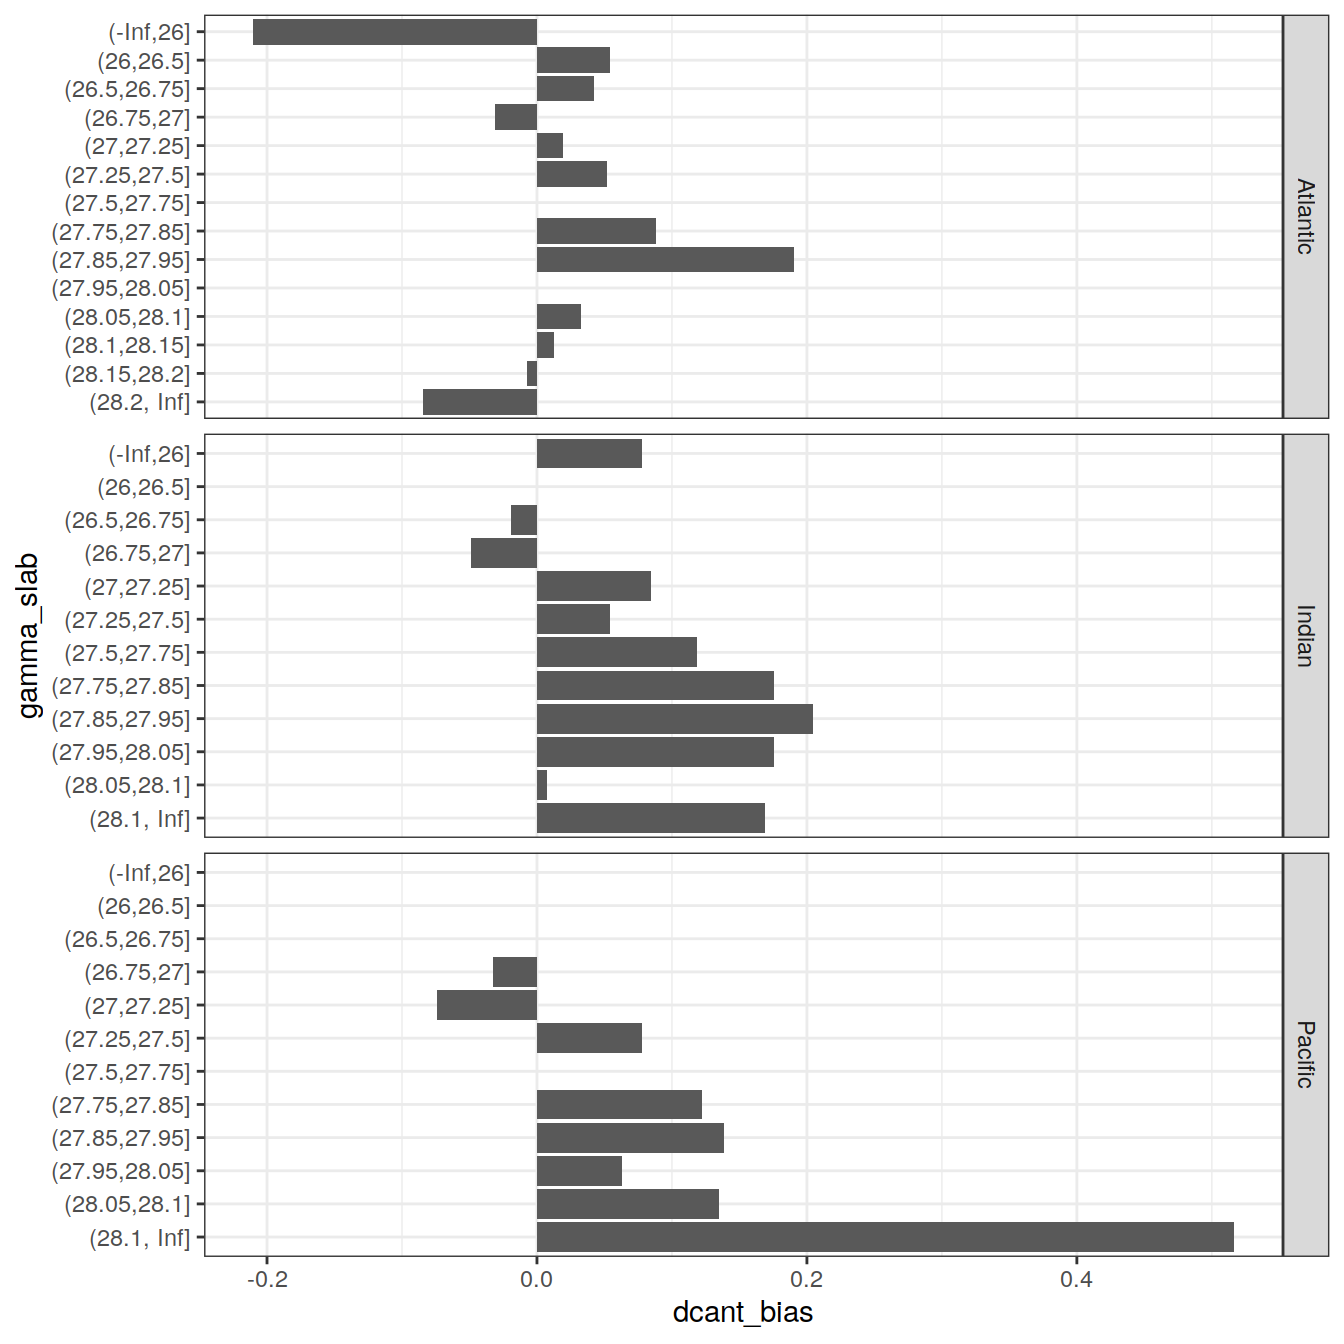 (-Inf,26]
(26,26.5]
(26.5,26.75]
(26.75,27]
(27,27.25]
(27.25,27.5]
(27.5,27.75]
(27.75,27.85]
(27.85,27.95]
(27.95,28.05]
(28.05,28.1]
(28.1,28.15]
(28.15,28.2]
(28.2, Inf]
Atlantic
(-Inf,26]
(26,26.5]
(26.5,26.75]
(26.75,27]
(27,27.25]
(27.25,27.5]
(27.5,27.75]
(27.75,27.85]
(27.85,27.95]
(27.95,28.05]
(28.05,28.1]
(28.1, Inf]
Indian
gamma_slab
(-Inf,26]
(26,26.5]
(26.5,26.75]
(26.75,27]
(27,27.25]
(27.25,27.5]
(27.5,27.75]
(27.75,27.85]
(27.85,27.95]
(27.95,28.05]
(28.05,28.1]
(28.1, Inf]
Pacific
-0.2 0.0 0.2 0.4
dcant_bias